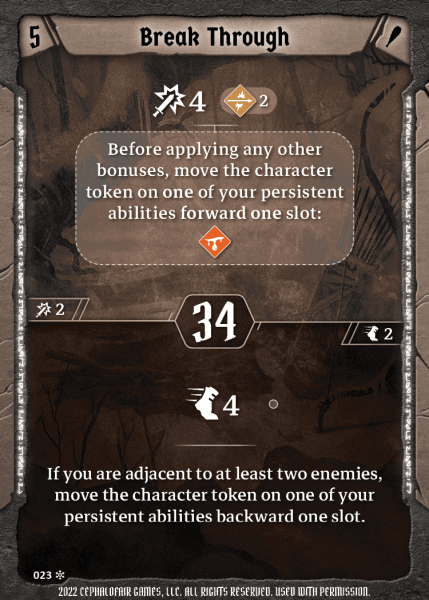 5
Break Through
4
2
Before applying any other
bonuses, move the character
token on one of your persistent
abilities forward one slot:
2
34
2
4
If you are adjacent to at least two enemies,
move the character token on one of your
persistent abilities backward one slot.
023
2022 CEPHALOFAIR GAMES, LLC. ALL RIGHTS RESERVED. USED WITH PERMISSION.